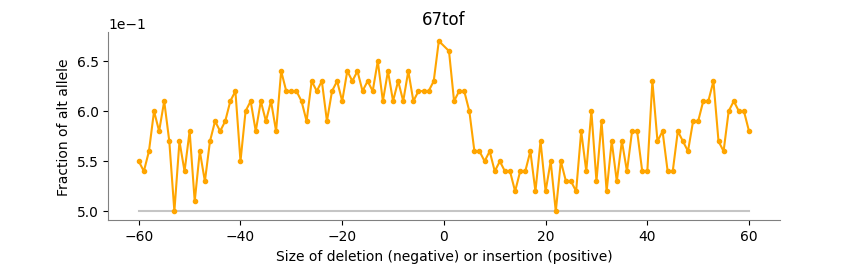 67tof
1e−1
Fraction of alt allele
6.5
6.0
5.5
5.0
−60 −40 −20 0 20 40 60
Size of deletion (negative) or insertion (positive)